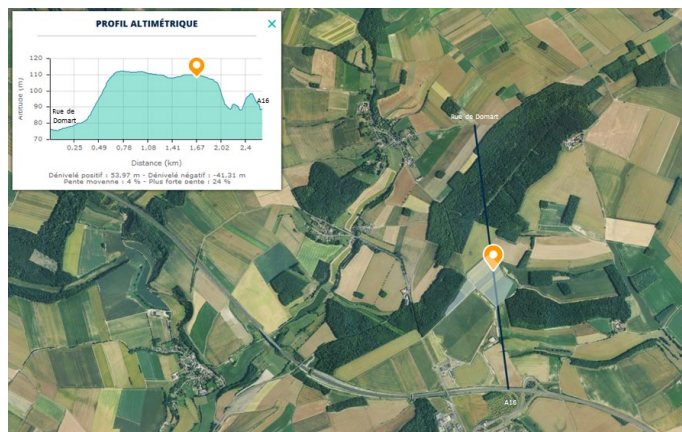 PROFIL ALTIMÉTRIQUE
×
120
110
100
90
80
70
Altitude (m)
Rue de
Domart
A16
0,25 0,49 0,78 1,08 1,41 1,67 2,02 2,4
Distance (km)
Dénivelé positif : 53,97 m - Dénivelé négatif : -41,31 m
Pente moyenne : 4 % - Plus forte pente : 24 %
Rue de Domart
A16